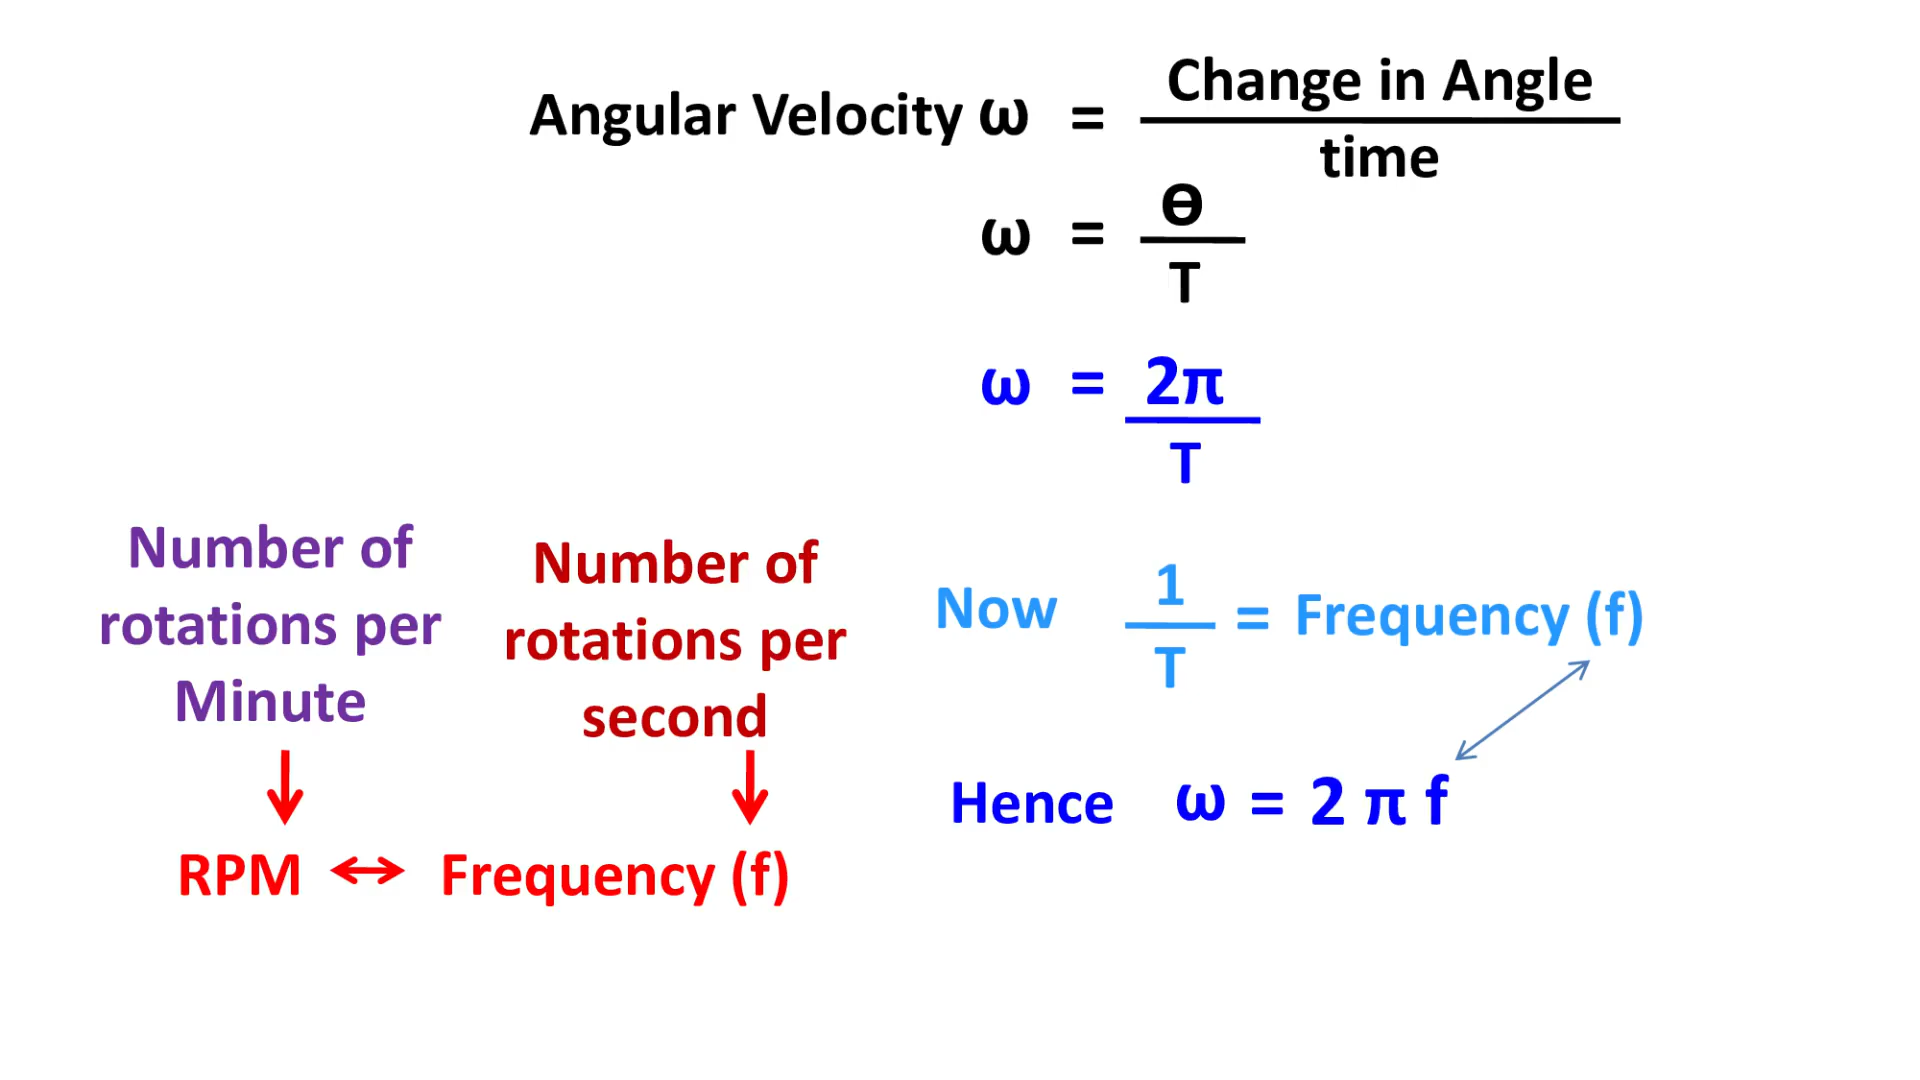 Change in Angle
Angular Velocity ω =
time
ω = Ɵ
T
ω = 2π
T
Number of
rotations per
Minute
Number of
rotations per
second
Now 1 = Frequency (f)
T
Hence ω = 2 π f
RPM ↔ Frequency (f)